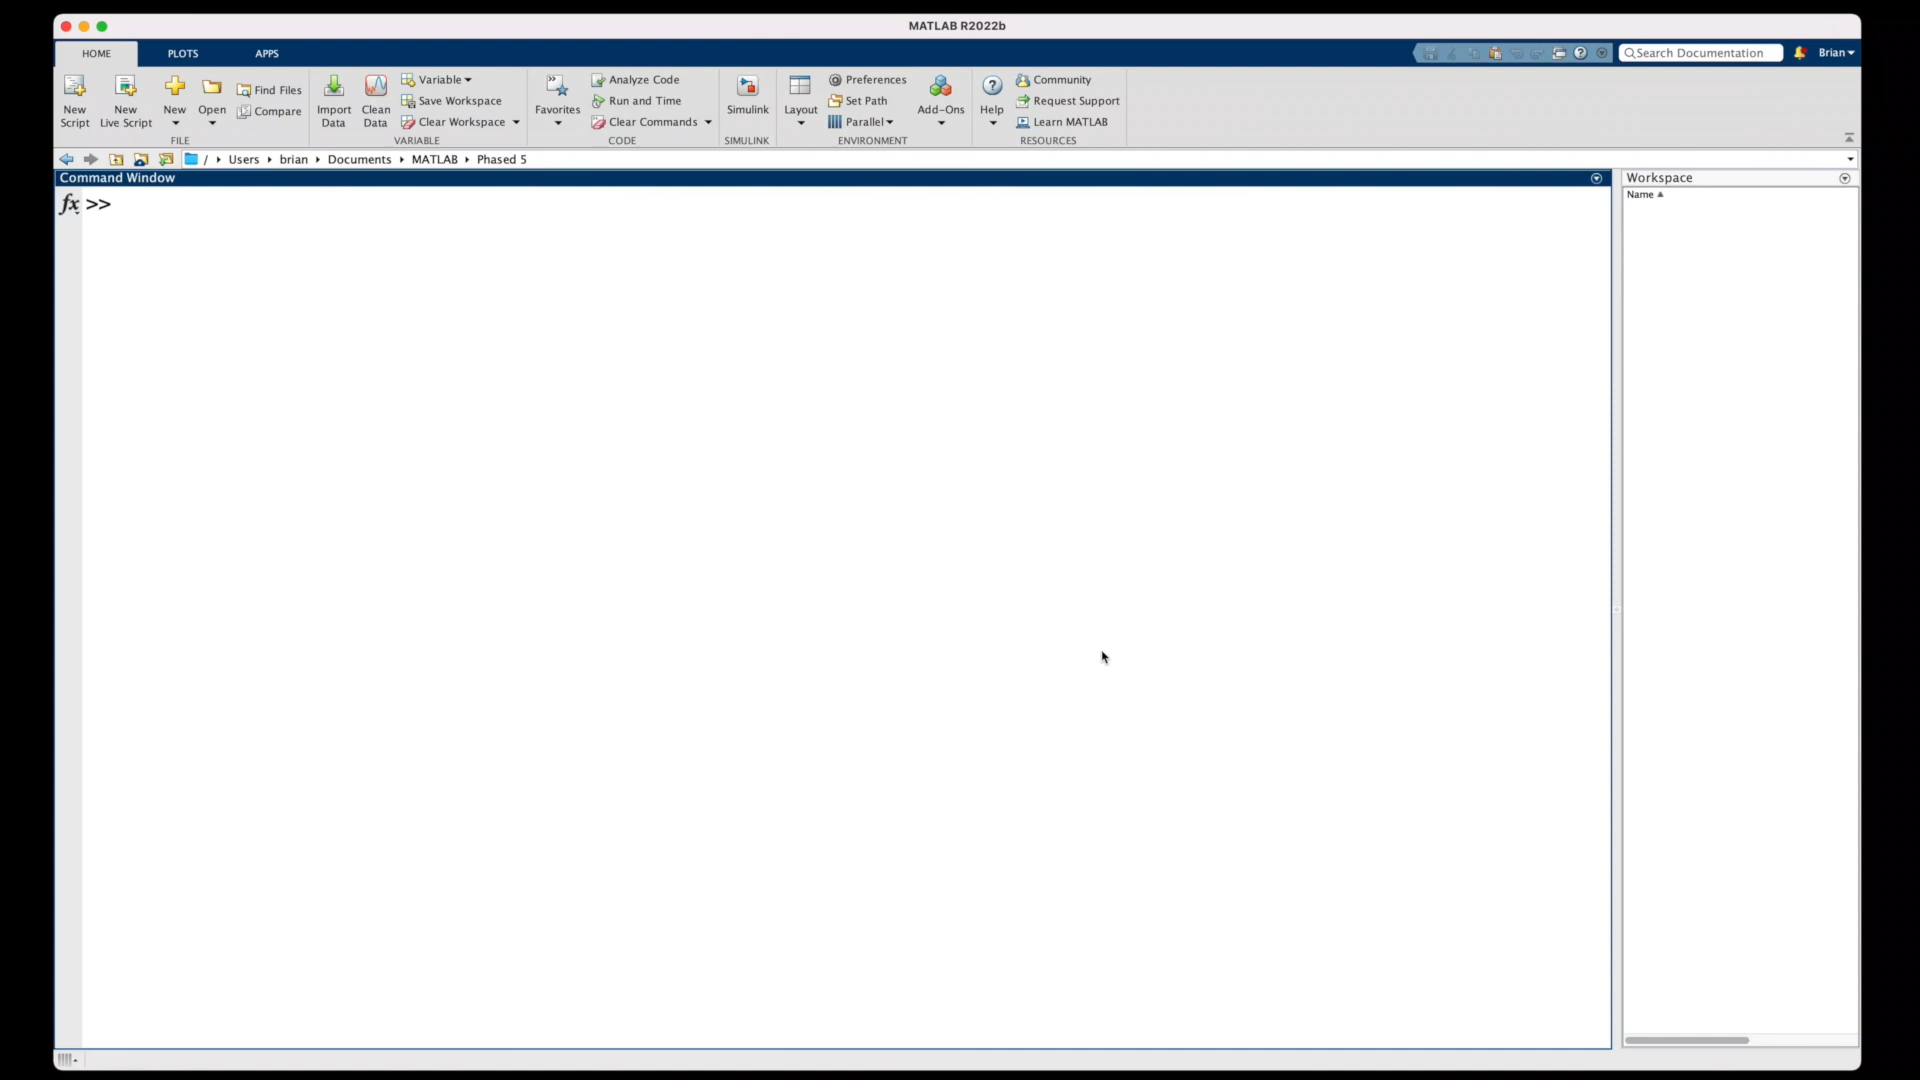 MATLAB R2022b
HOME PLOTS APPS
Search Documentation
Brian
New Script
New Live Script
New
Open
Find Files
Compare
FILE
Import Data
Clean Data
Variable
Save Workspace
Clear Workspace
VARIABLE
Favorites
Analyze Code
Run and Time
Clear Commands
CODE
Simulink
SIMULINK
Layout
Preferences
Set Path
Parallel
Add-Ons
ENVIRONMENT
Help
Community
Request Support
Learn MATLAB
RESOURCES
/ Users brian Documents MATLAB Phased 5
Command Window
Workspace
Name
fx >>